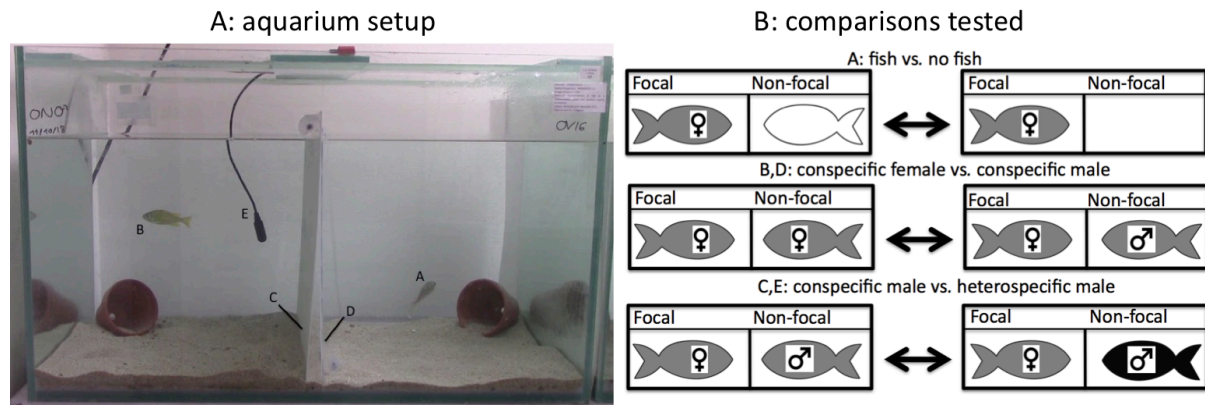 A: aquarium setup
OV16
B
E
A
C
D
B: comparisons tested
A: fish vs. no fish
Focal Non-focal Focal Non-focal
B,D: conspecific female vs. conspecific male
Focal Non-focal Focal Non-focal
C,E: conspecific male vs. heterospecific male
Focal Non-focal Focal Non-focal